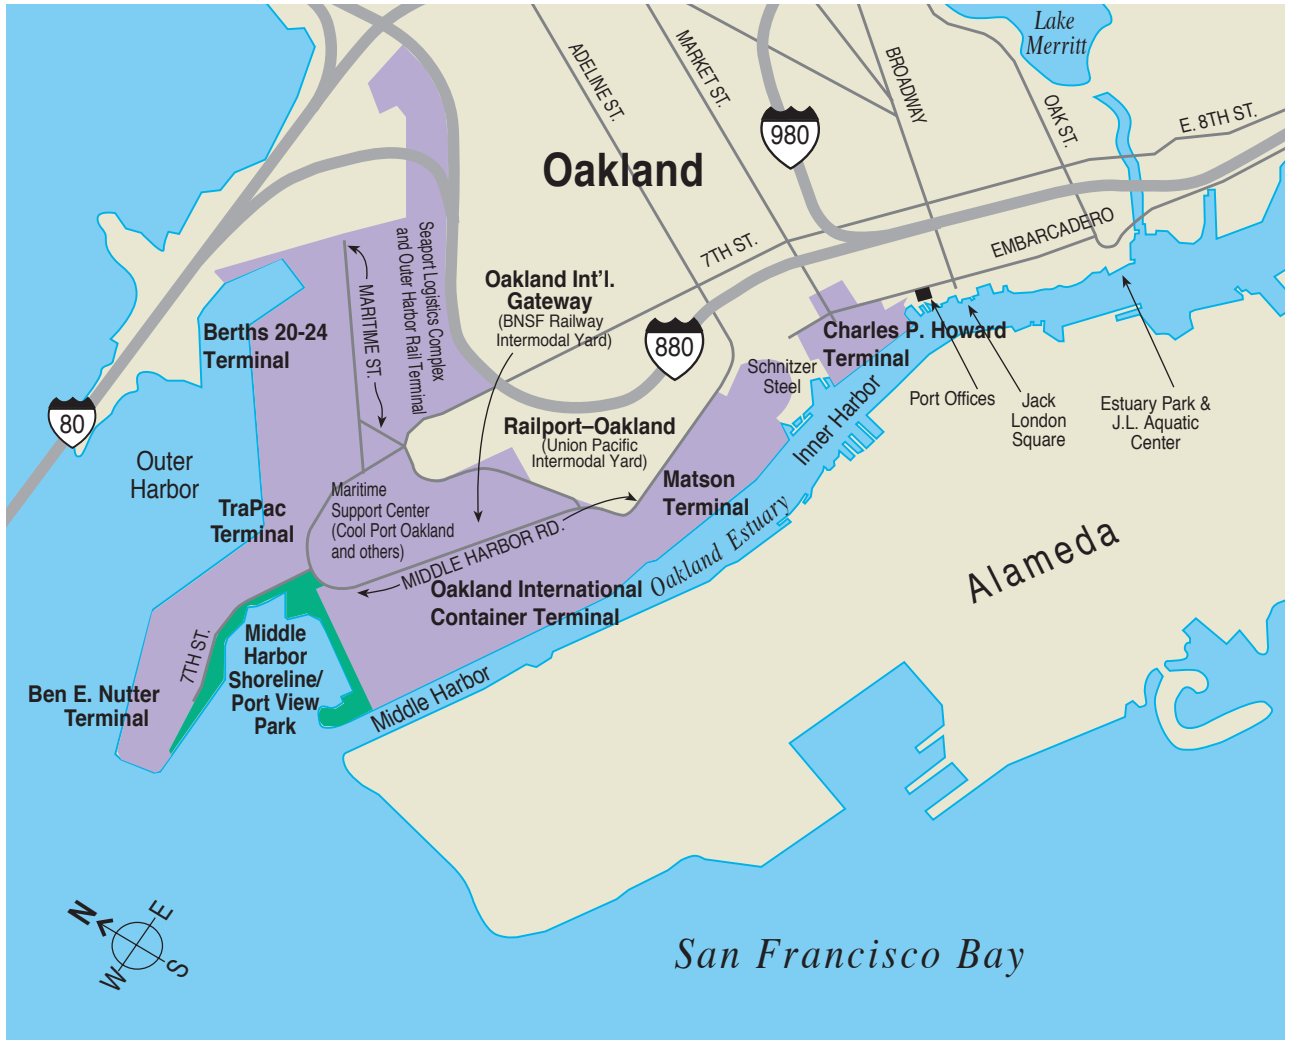 Lake
Merritt
ADELINE ST.
MARKET ST.
BROADWAY
OAK ST.
E. 8TH ST.
980
Oakland
7TH ST.
EMBARCADERO
Seaport Logistics Complex
and Outer Harbor Rail Terminal
MARITIME ST.
Oakland Int'l.
Gateway
(BNSF Railway
Intermodal Yard)
880
Berths 20-24
Terminal
Charles P. Howard
Terminal
Schnitzer
Steel
Port Offices
Jack
London
Square
Estuary Park &
J.L. Aquatic
Center
80
Railport–Oakland
(Union Pacific
Intermodal Yard)
Inner Harbor
Outer
Harbor
Maritime
Support Center
(Cool Port Oakland
and others)
Matson
Terminal
TraPac
Terminal
MIDDLE HARBOR RD.
Oakland Estuary
Alameda
Oakland International
Container Terminal
7TH ST.
Middle
Harbor
Shoreline/
Port View
Park
Ben E. Nutter
Terminal
Middle Harbor
N
E
W
S
San Francisco Bay